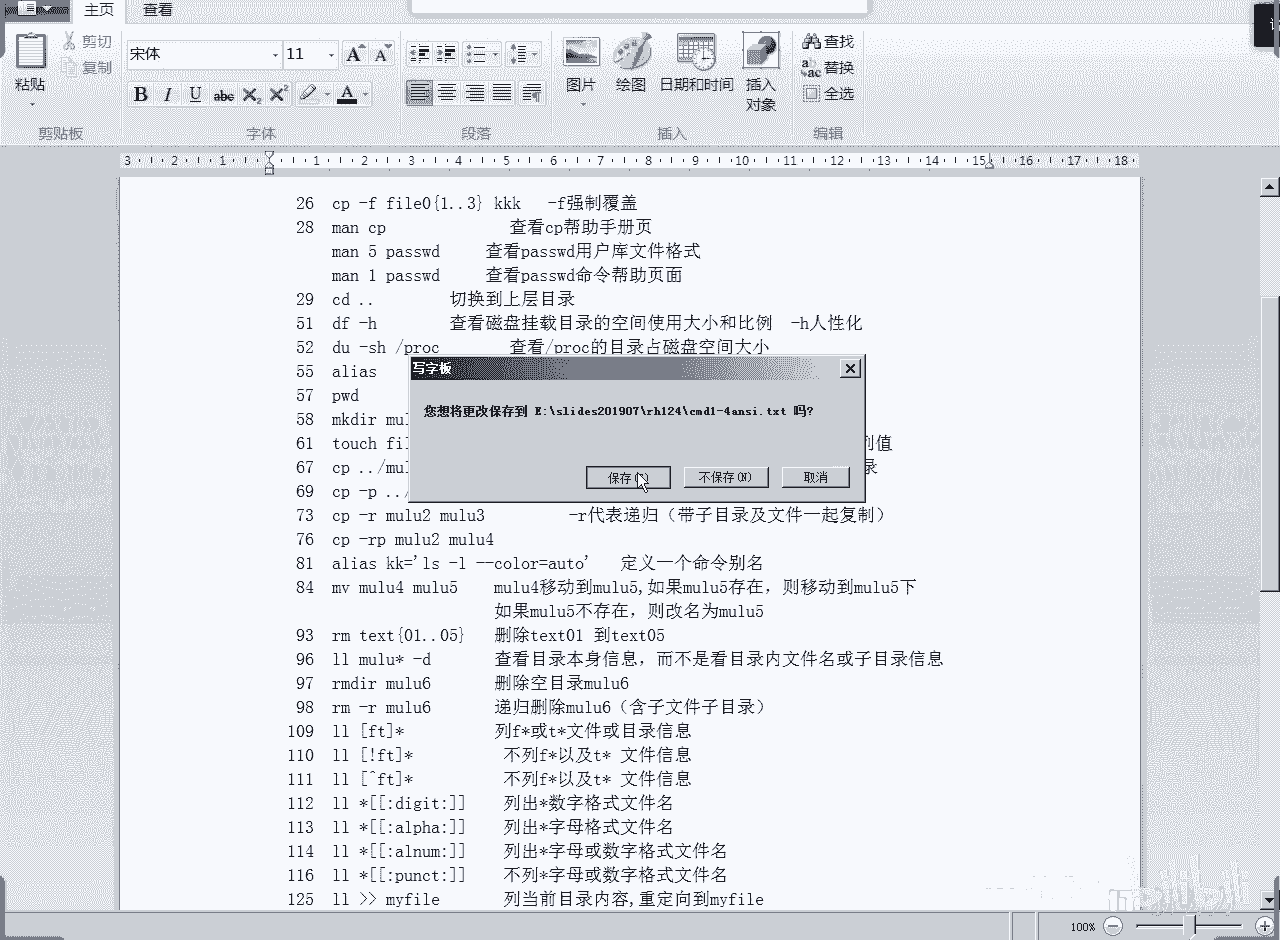 主页 查看
粘贴
剪切
复制
剪贴板
宋体 11
B I U abc X₂ X² A
字体
段落
图片 绘图 日期和时间 插入对象
插入
查找
替换
全选
编辑
3 2 1 1 2 3 4 5 6 7 8 9 10 11 12 13 14 15 16 17 18
26 cp -f file0{1..3} kkk -f强制覆盖
28 man cp 查看cp帮助手册页
man 5 passwd 查看passwd用户库文件格式
man 1 passwd 查看passwd命令帮助页面
29 cd .. 切换到上层目录
51 df -h 查看磁盘挂载目录的空间使用大小和比例 -h人性化
52 du -sh /proc 查看/proc的目录占磁盘空间大小
55 alias
57 pwd
58 mkdir mul
61 touch fil 列值
67 cp ../mul 录
69 cp -p ../
写字板
您想将更改保存到 E:\slides201907\rh124\cmd1-4ansi.txt 吗?
保存 不保存(N) 取消
73 cp -r mulu2 mulu3 -r代表递归（带子目录及文件一起复制）
76 cp -rp mulu2 mulu4
81 alias kk='ls -l --color=auto' 定义一个命令别名
84 mv mulu4 mulu5 mulu4移动到mulu5,如果mulu5存在，则移动到mulu5下
如果mulu5不存在，则改名为mulu5
93 rm text{01..05} 删除text01 到text05
96 ll mulu* -d 查看目录本身信息，而不是看目录内文件名或子目录信息
97 rmdir mulu6 删除空目录mulu6
98 rm -r mulu6 递归删除mulu6（含子文件子目录）
109 ll [ft]* 列f*或t*文件或目录信息
110 ll [!ft]* 不列f*以及t* 文件信息
111 ll [^ft]* 不列f*以及t* 文件信息
112 ll *[[:digit:]] 列出*数字格式文件名
113 ll *[[:alpha:]] 列出*字母格式文件名
114 ll *[[:alnum:]] 列出*字母或数字格式文件名
116 ll *[[:punct:]] 不列*字母或数字格式文件名
125 ll >> myfile 列当前目录内容,重定向到myfile
100%